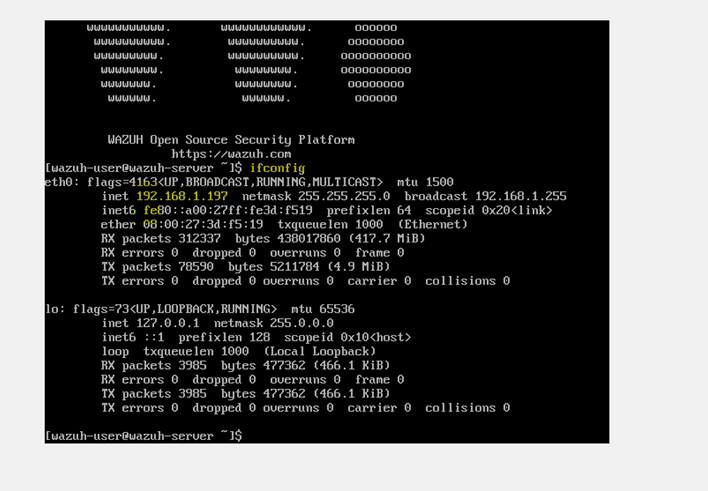 wwwwwwwwwww. wwwwwwwwwwww. oooooo
wwwwwwwwwww. wwwwwwwwwww. oooooooo
wwwwwwwwww. wwwwwwwwww. oooooooooo
wwwwwwww. wwwwwwwww. oooooooooo
wwwwwww. wwwwwwww. oooooooo
wwwwww. wwwwww. oooooo
WAZUH Open Source Security Platform
https://wazuh.com
[wazuh-user@wazuh-server ~]$ ifconfig
eth0: flags=4163<UP,BROADCAST,RUNNING,MULTICAST> mtu 1500
inet 192.168.1.197 netmask 255.255.255.0 broadcast 192.168.1.255
inet6 fe80::a00:27ff:fe3d:f519 prefixlen 64 scopeid 0x20<link>
ether 08:00:27:3d:f5:19 txqueuelen 1000 (Ethernet)
RX packets 312337 bytes 438017860 (417.7 MiB)
RX errors 0 dropped 0 overruns 0 frame 0
TX packets 78590 bytes 5211784 (4.9 MiB)
TX errors 0 dropped 0 overruns 0 carrier 0 collisions 0
lo: flags=73<UP,LOOPBACK,RUNNING> mtu 65536
inet 127.0.0.1 netmask 255.0.0.0
inet6 ::1 prefixlen 128 scopeid 0x10<host>
loop txqueuelen 1000 (Local Loopback)
RX packets 3985 bytes 477362 (466.1 KiB)
RX errors 0 dropped 0 overruns 0 frame 0
TX packets 3985 bytes 477362 (466.1 KiB)
TX errors 0 dropped 0 overruns 0 carrier 0 collisions 0
[wazuh-user@wazuh-server ~]$